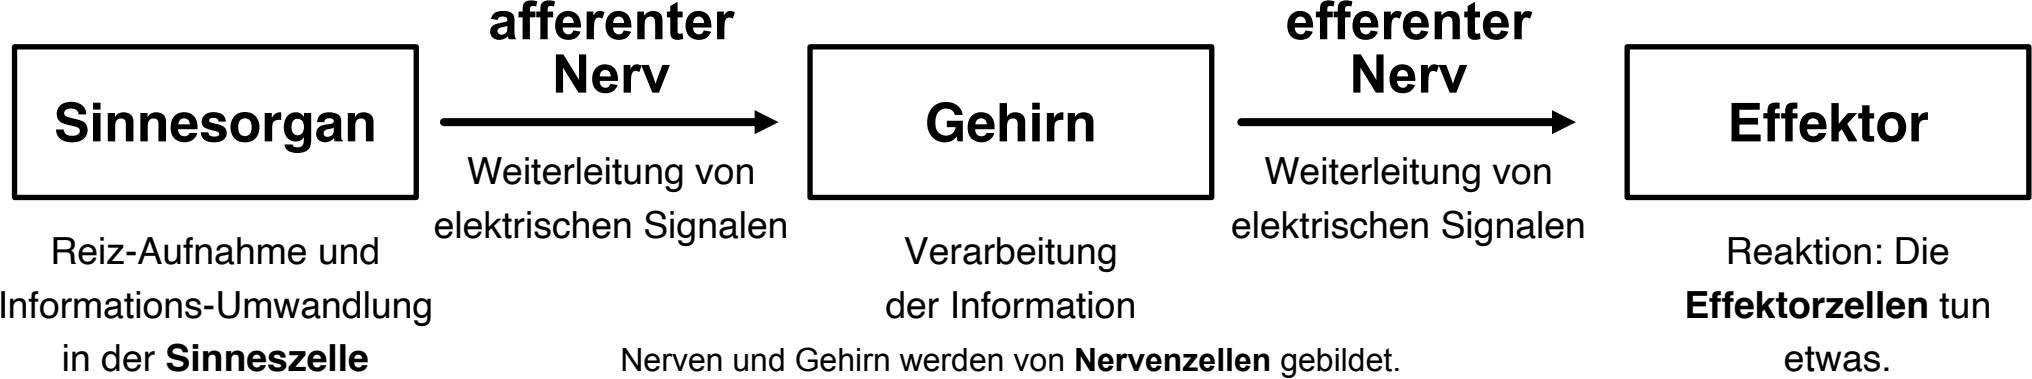 Sinnesorgan
Reiz-Aufnahme und
Informations-Umwandlung
in der Sinneszelle
afferenter
Nerv
Weiterleitung von
elektrischen Signalen
Gehirn
Verarbeitung
der Information
efferenter
Nerv
Weiterleitung von
elektrischen Signalen
Effektor
Reaktion: Die
Effektorzellen tun
etwas.
Nerven und Gehirn werden von Nervenzellen gebildet.